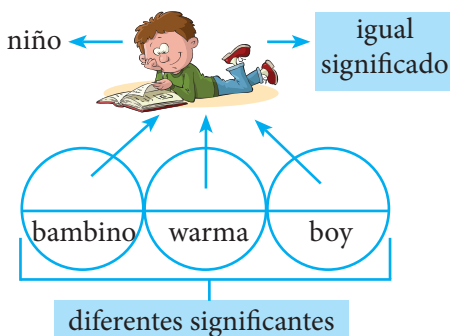 niño
igual
significado
bambino
warma
boy
diferentes significantes